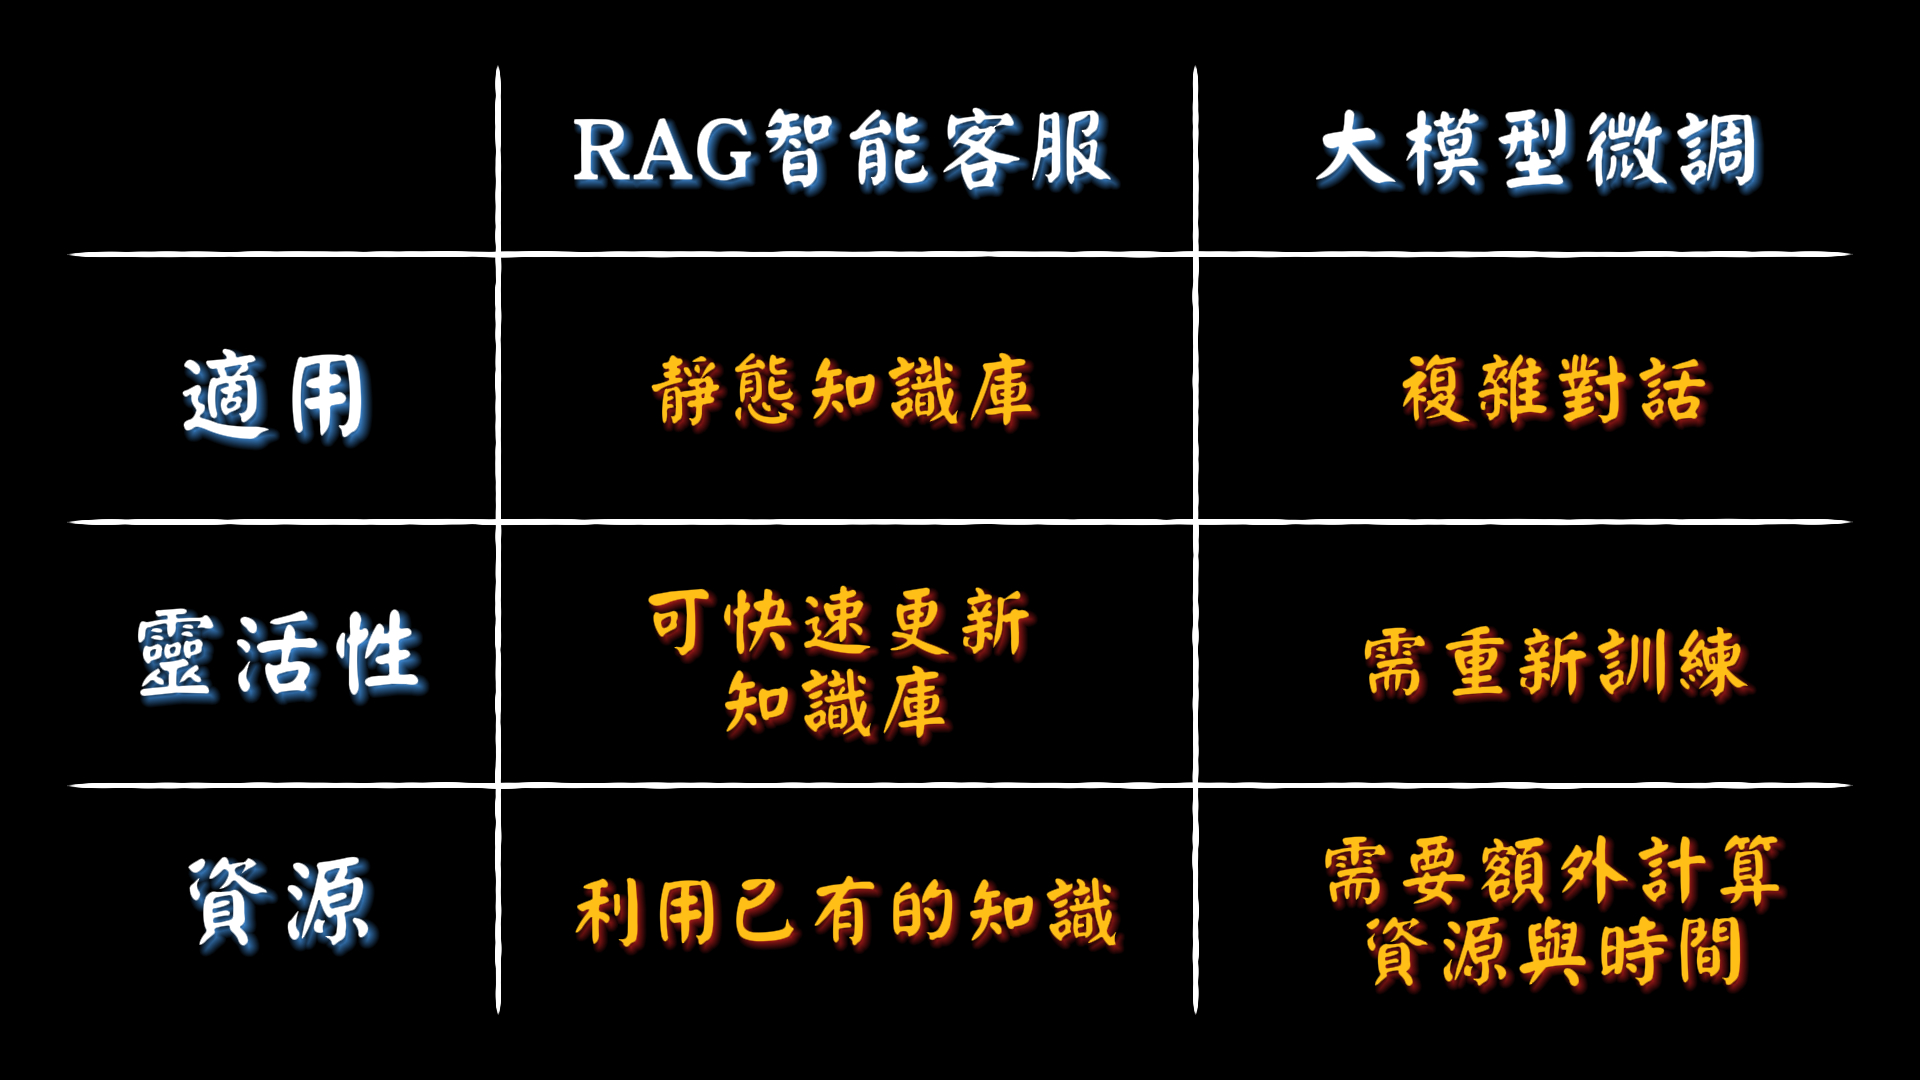 RAG智能客服
大模型微調
適用
靜態知識庫
複雜對話
靈活性
可快速更新
知識庫
需重新訓練
資源
利用已有的知識
需要額外計算
資源與時間